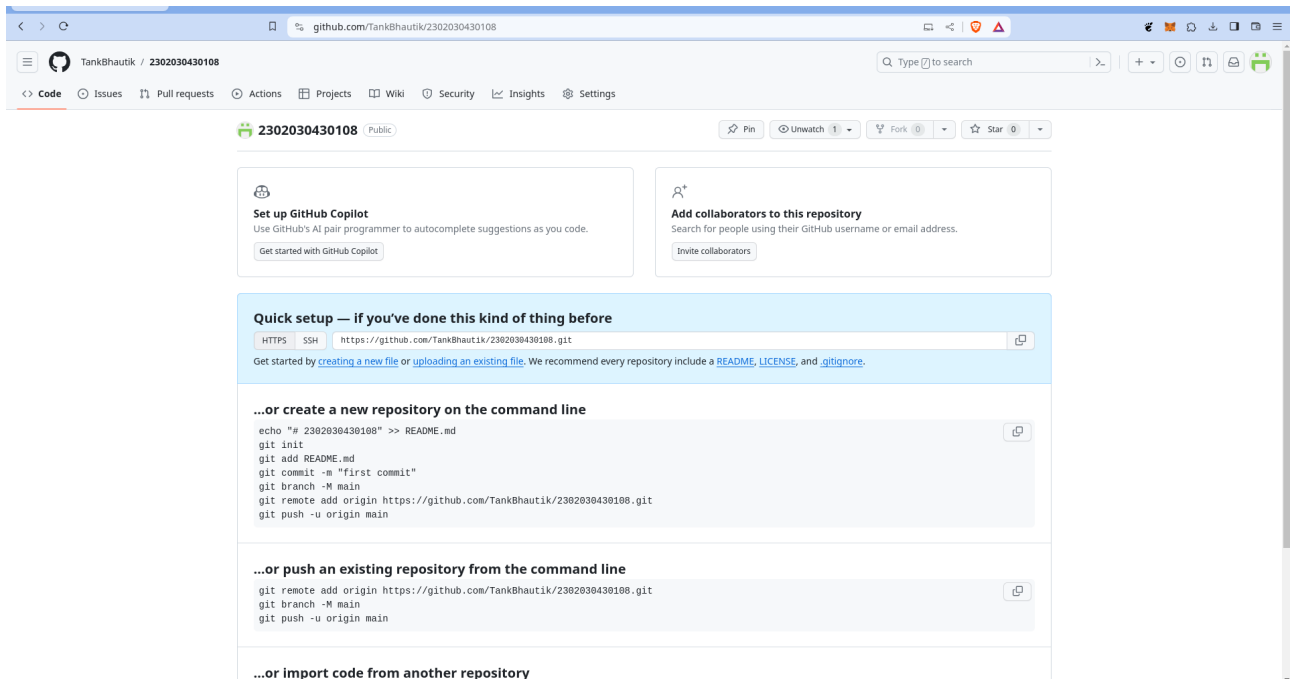 github.com/TankBhautik/2302030430108
TankBhautik / 2302030430108
Type / to search
Code Issues Pull requests Actions Projects Wiki Security Insights Settings
2302030430108 Public
Pin Unwatch 1 Fork 0 Star 0
Set up GitHub Copilot
Use GitHub's AI pair programmer to autocomplete suggestions as you code.
Get started with GitHub Copilot
Add collaborators to this repository
Search for people using their GitHub username or email address.
Invite collaborators
Quick setup — if you've done this kind of thing before
HTTPS SSH https://github.com/TankBhautik/2302030430108.git
Get started by creating a new file or uploading an existing file. We recommend every repository include a README, LICENSE, and .gitignore.
…or create a new repository on the command line
echo "# 2302030430108" >> README.md
git init
git add README.md
git commit -m "first commit"
git branch -M main
git remote add origin https://github.com/TankBhautik/2302030430108.git
git push -u origin main
…or push an existing repository from the command line
git remote add origin https://github.com/TankBhautik/2302030430108.git
git branch -M main
git push -u origin main
…or import code from another repository